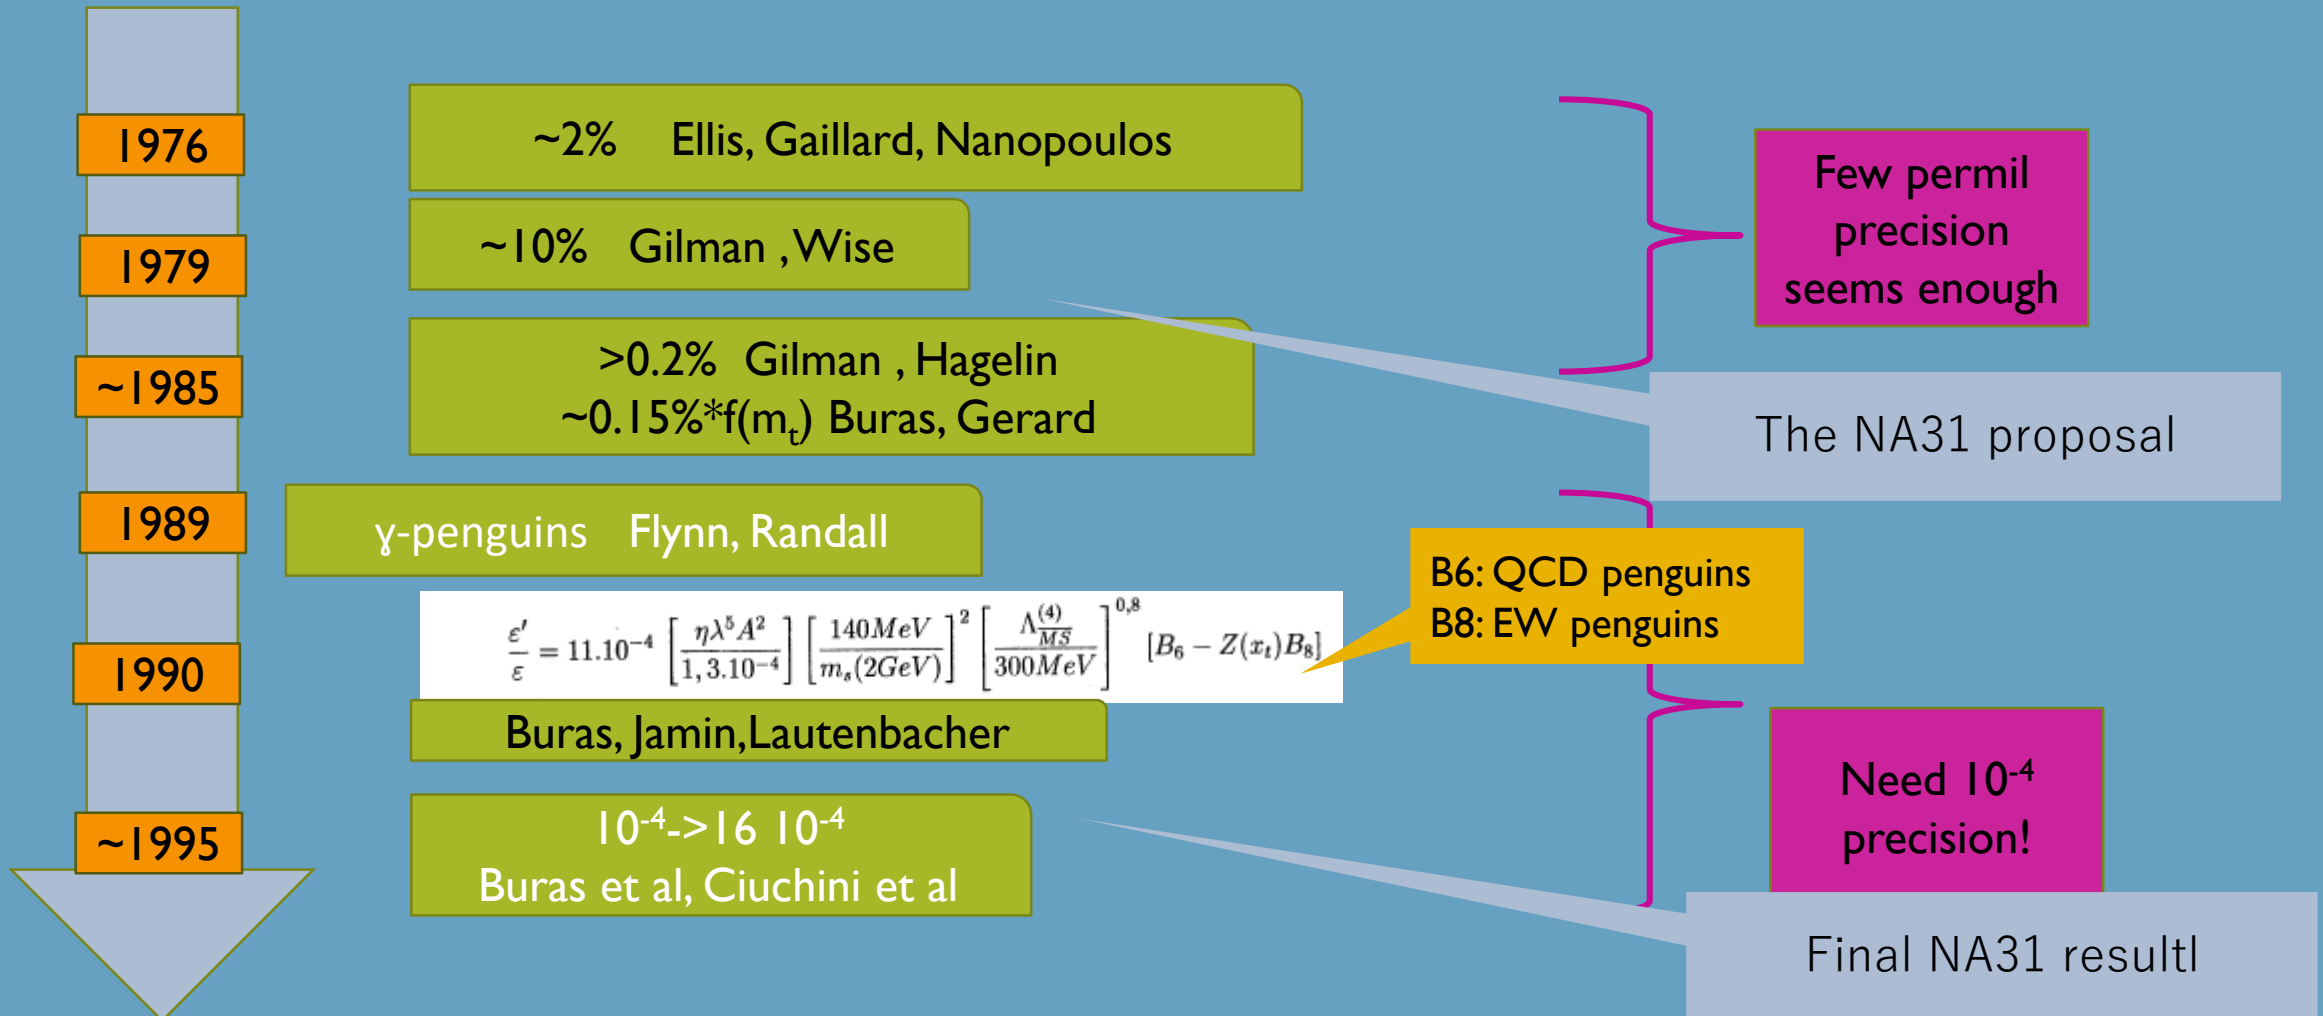 1976
~2% Ellis, Gaillard, Nanopoulos
Few permil
precision
seems enough
1979
~10% Gilman , Wise
~1985
>0.2% Gilman , Hagelin
~0.15%*f(mₜ) Buras, Gerard
The NA31 proposal
1989
γ-penguins Flynn, Randall
B6: QCD penguins
B8: EW penguins
1990
ε′/ε = 11.10⁻⁴ [ηλ⁵A²/1,3.10⁻⁴] [140MeV/mₛ(2GeV)]² [Λ_MS^(4)/300MeV]^0,8 [B₆ − Z(xₜ)B₈]
Buras, Jamin,Lautenbacher
Need 10⁻⁴
precision!
~1995
10⁻⁴->16 10⁻⁴
Buras et al, Ciuchini et al
Final NA31 resultl